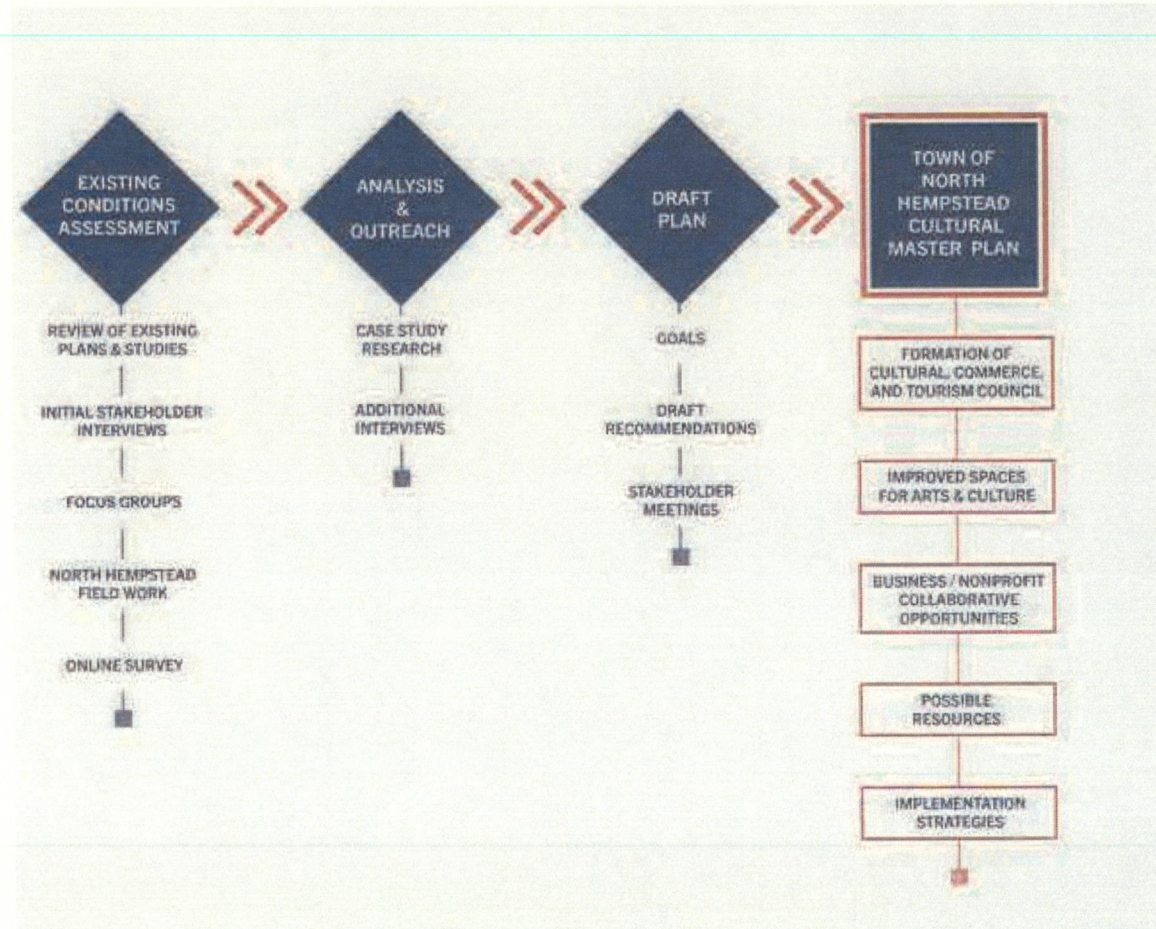 EXISTING
CONDITIONS
ASSESSMENT
REVIEW OF EXISTING
PLANS & STUDIES
INITIAL STAKEHOLDER
INTERVIEWS
FOCUS GROUPS
NORTH HEMPSTEAD
FIELD WORK
ONLINE SURVEY
ANALYSIS
&
OUTREACH
CASE STUDY
RESEARCH
ADDITIONAL
INTERVIEWS
DRAFT
PLAN
GOALS
DRAFT
RECOMMENDATIONS
STAKEHOLDER
MEETINGS
TOWN OF
NORTH
HEMPSTEAD
CULTURAL
MASTER PLAN
FORMATION OF
CULTURAL, COMMERCE,
AND TOURISM COUNCIL
IMPROVED SPACES
FOR ARTS & CULTURE
BUSINESS / NONPROFIT
COLLABORATIVE
OPPORTUNITIES
POSSIBLE
RESOURCES
IMPLEMENTATION
STRATEGIES